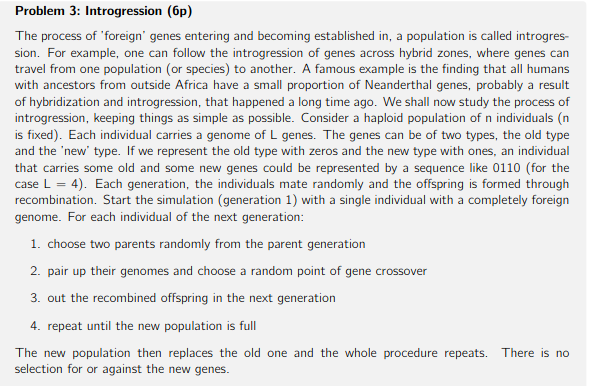 Problem 3: Introgression (6p)
The process of 'foreign' genes entering and becoming established in, a population is called introgres-
sion. For example, one can follow the introgression of genes across hybrid zones, where genes can
travel from one population (or species) to another. A famous example is the finding that all humans
with ancestors from outside Africa have a small proportion of Neanderthal genes, probably a result
of hybridization and introgression, that happened a long time ago. We shall now study the process of
introgression, keeping things as simple as possible. Consider a haploid population of n individuals (n
is fixed). Each individual carries a genome of L genes. The genes can be of two types, the old type
and the 'new' type. If we represent the old type with zeros and the new type with ones, an individual
that carries some old and some new genes could be represented by a sequence like 0110 (for the
case L = 4). Each generation, the individuals mate randomly and the offspring is formed through
recombination. Start the simulation (generation 1) with a single individual with a completely foreign
genome. For each individual of the next generation:
1. choose two parents randomly from the parent generation
2. pair up their genomes and choose a random point of gene crossover
3. out the recombined offspring in the next generation
4. repeat until the new population is full
The new population then replaces the old one and the whole procedure repeats. There is no
selection for or against the new genes.